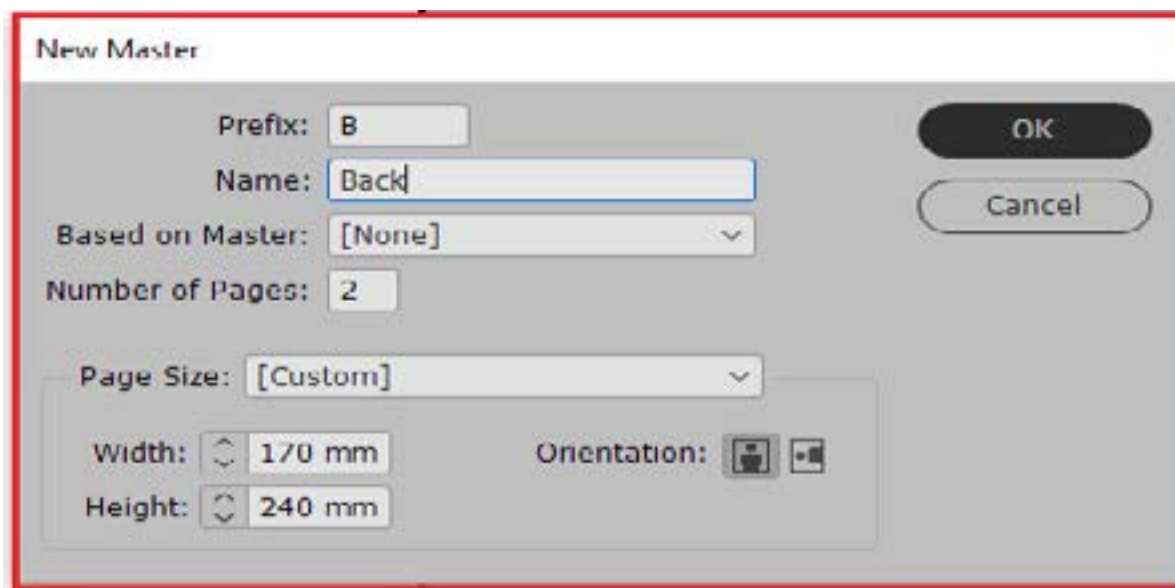 New Master
Prefix: B
OK
Name: Back
Cancel
Based on Master: [None]
Number of Pages: 2
Page Size: [Custom]
Width: 170 mm
Orientation:
Height: 240 mm